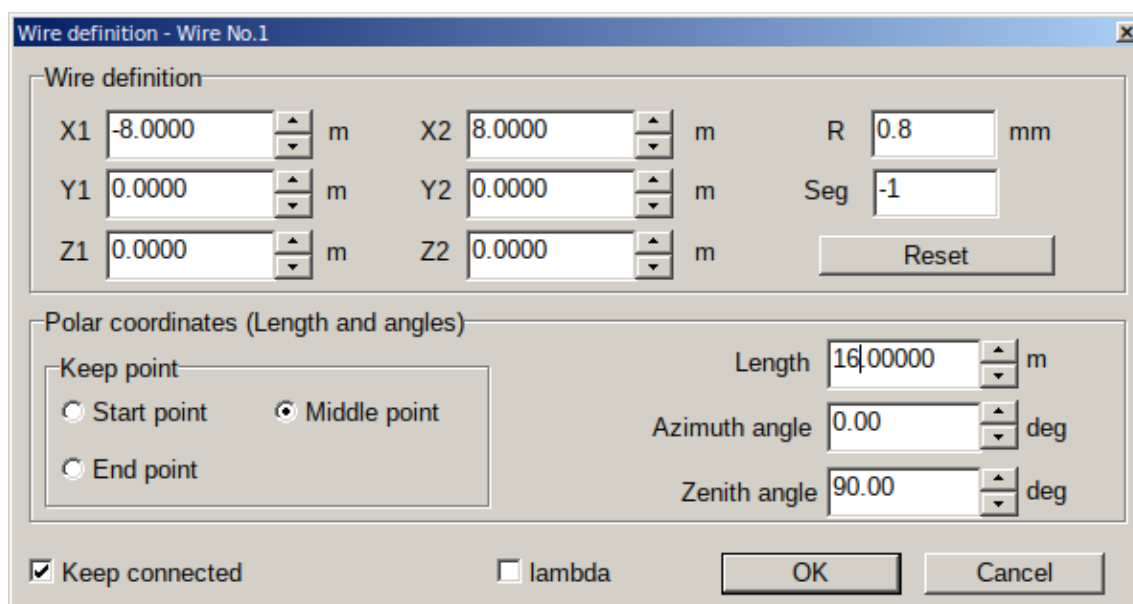 Wire definition - Wire No.1
Wire definition
X1 -8.0000 m X2 8.0000 m R 0.8 mm
Y1 0.0000 m Y2 0.0000 m Seg -1
Z1 0.0000 m Z2 0.0000 m Reset
Polar coordinates (Length and angles)
Keep point
Length 16.00000 m
Start point Middle point
Azimuth angle 0.00 deg
End point
Zenith angle 90.00 deg
Keep connected lambda OK Cancel